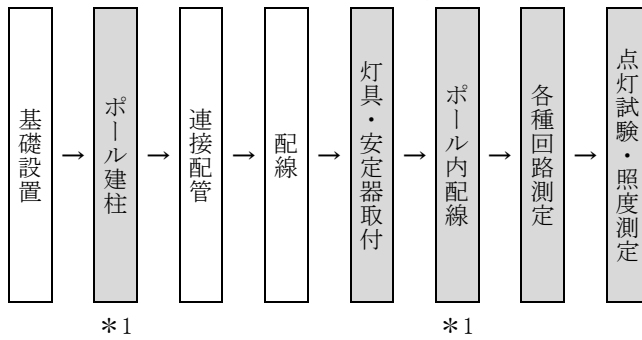 基礎設置
→
ポール建柱
→
連接配管
→
配線
→
灯具・安定器取付
→
ポール内配線
→
各種回路測定
→
点灯試験・照度測定
＊1
＊1